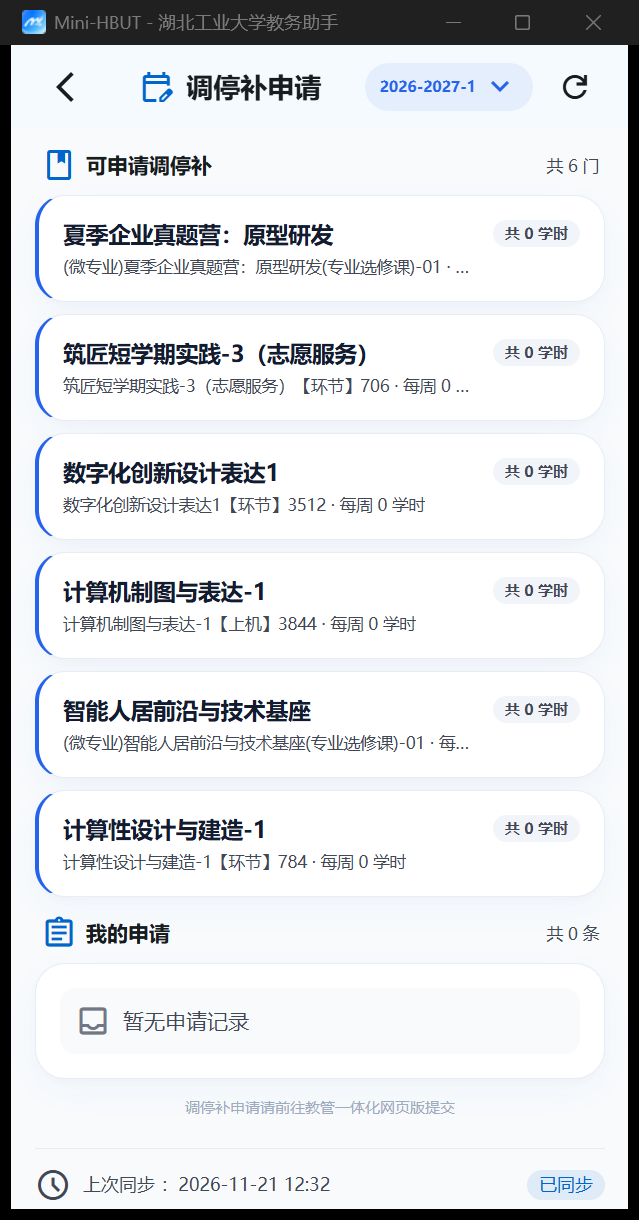 Mini-HBUT - 湖北工业大学教务助手
调停补申请
2026-2027-1
可申请调停补
共 6 门
夏季企业真题营：原型研发
共 0 学时
(微专业)夏季企业真题营：原型研发(专业选修课)-01 · ...
筑匠短学期实践-3（志愿服务）
共 0 学时
筑匠短学期实践-3（志愿服务）【环节】706 · 每周 0 ...
数字化创新设计表达1
共 0 学时
数字化创新设计表达1【环节】3512 · 每周 0 学时
计算机制图与表达-1
共 0 学时
计算机制图与表达-1【上机】3844 · 每周 0 学时
智能人居前沿与技术基座
共 0 学时
(微专业)智能人居前沿与技术基座(专业选修课)-01 · 每...
计算性设计与建造-1
共 0 学时
计算性设计与建造-1【环节】784 · 每周 0 学时
我的申请
共 0 条
暂无申请记录
调停补申请请前往教管一体化网页版提交
上次同步： 2026-11-21 12:32
已同步